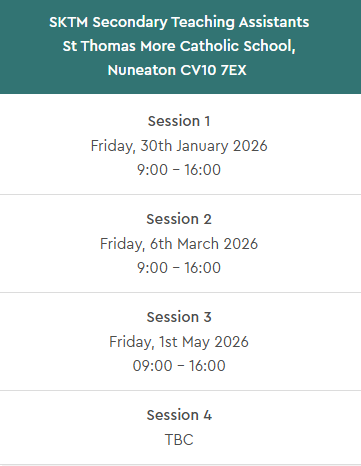 SKTM Secondary Teaching Assistants
St Thomas More Catholic School,
Nuneaton CV10 7EX
Session 1
Friday, 30th January 2026
9:00 – 16:00
Session 2
Friday, 6th March 2026
9:00 – 16:00
Session 3
Friday, 1st May 2026
09:00 – 16:00
Session 4
TBC